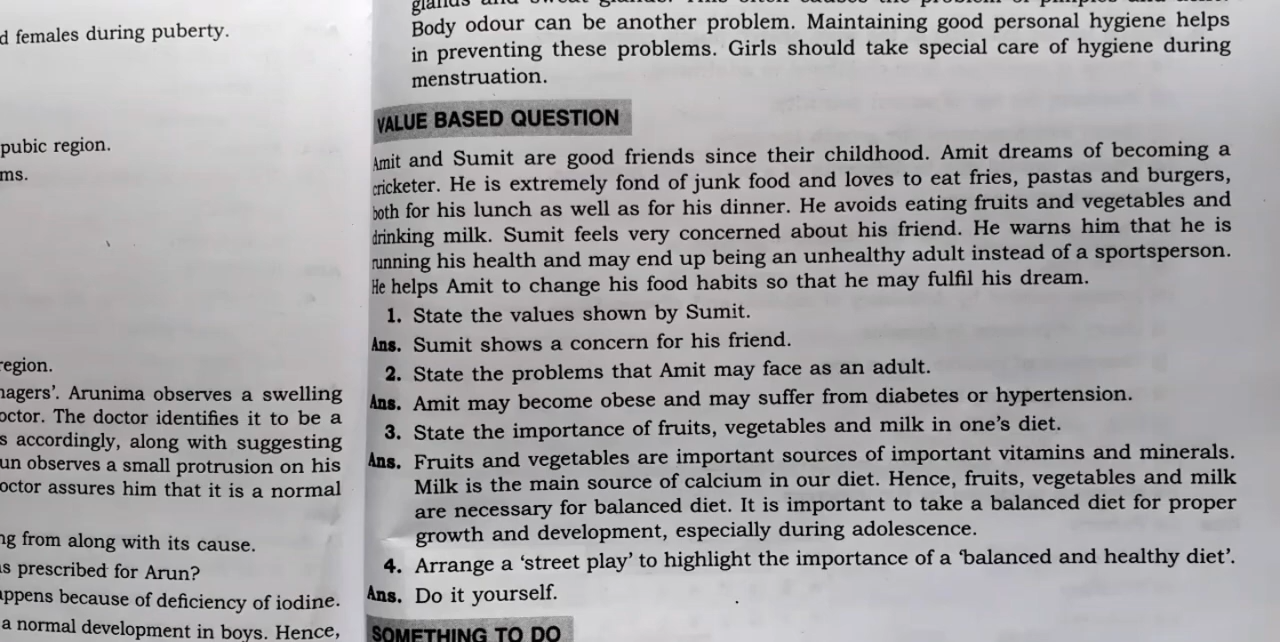 d females during puberty.
pubic region.
ms.
region.
nagers'. Arunima observes a swelling
octor. The doctor identifies it to be a
s accordingly, along with suggesting
un observes a small protrusion on his
octor assures him that it is a normal
ng from along with its cause.
as prescribed for Arun?
appens because of deficiency of iodine.
a normal development in boys. Hence,
Body odour can be another problem. Maintaining good personal hygiene helps
in preventing these problems. Girls should take special care of hygiene during
menstruation.
VALUE BASED QUESTION
Amit and Sumit are good friends since their childhood. Amit dreams of becoming a
cricketer. He is extremely fond of junk food and loves to eat fries, pastas and burgers,
both for his lunch as well as for his dinner. He avoids eating fruits and vegetables and
drinking milk. Sumit feels very concerned about his friend. He warns him that he is
running his health and may end up being an unhealthy adult instead of a sportsperson.
He helps Amit to change his food habits so that he may fulfil his dream.
1. State the values shown by Sumit.
Ans. Sumit shows a concern for his friend.
2. State the problems that Amit may face as an adult.
Ans. Amit may become obese and may suffer from diabetes or hypertension.
3. State the importance of fruits, vegetables and milk in one's diet.
Ans. Fruits and vegetables are important sources of important vitamins and minerals.
Milk is the main source of calcium in our diet. Hence, fruits, vegetables and milk
are necessary for balanced diet. It is important to take a balanced diet for proper
growth and development, especially during adolescence.
4. Arrange a 'street play' to highlight the importance of a 'balanced and healthy diet'.
Ans. Do it yourself.
SOMETHING TO DO